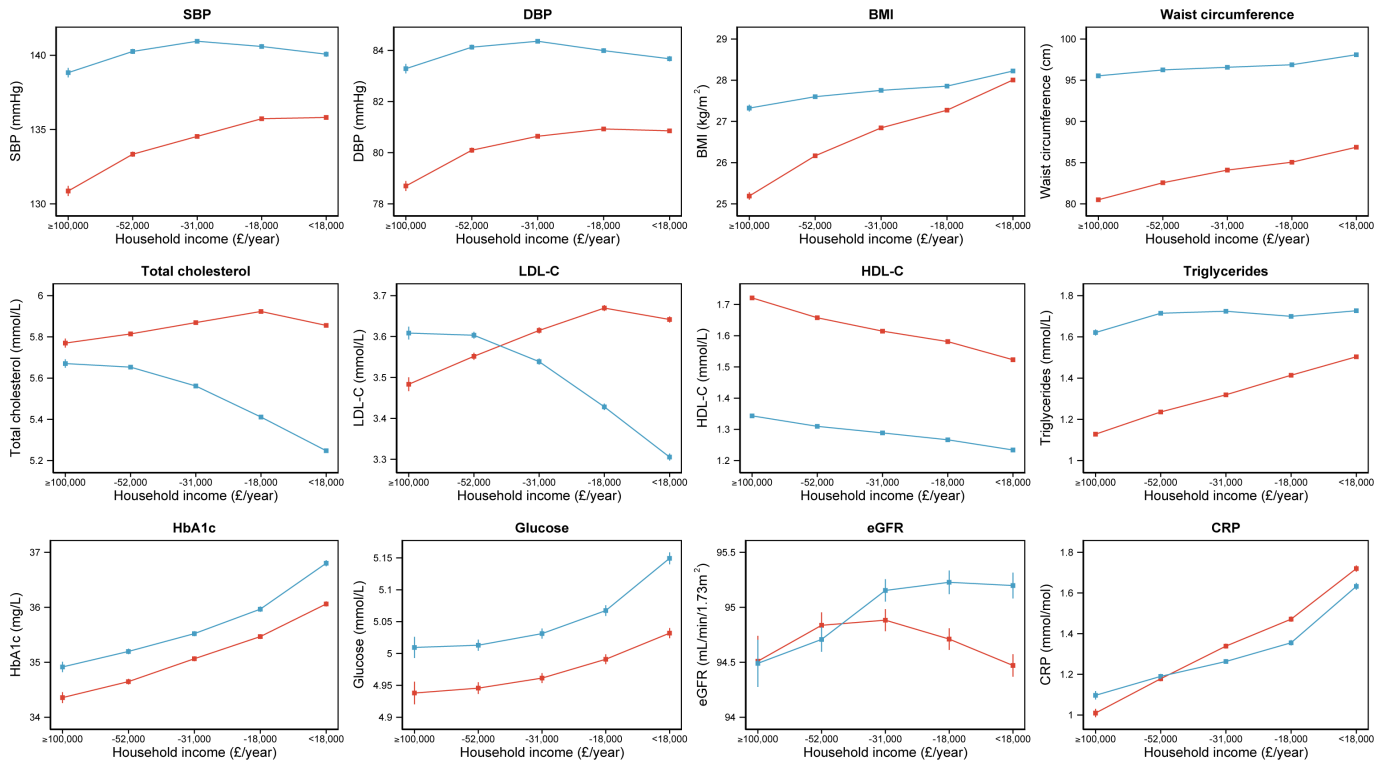 SBP
SBP (mmHg)
140
135
130
≥100,000 -52,000 -31,000 -18,000 <18,000
Household income (£/year)
DBP
DBP (mmHg)
84
82
80
78
≥100,000 -52,000 -31,000 -18,000 <18,000
Household income (£/year)
BMI
BMI (kg/m²)
29
28
27
26
25
≥100,000 -52,000 -31,000 -18,000 <18,000
Household income (£/year)
Waist circumference
Waist circumference (cm)
100
95
90
85
80
≥100,000 -52,000 -31,000 -18,000 <18,000
Household income (£/year)
Total cholesterol
Total cholesterol (mmol/L)
6
5.8
5.6
5.4
5.2
≥100,000 -52,000 -31,000 -18,000 <18,000
Household income (£/year)
LDL-C
LDL-C (mmol/L)
3.7
3.6
3.5
3.4
3.3
≥100,000 -52,000 -31,000 -18,000 <18,000
Household income (£/year)
HDL-C
HDL-C (mmol/L)
1.7
1.6
1.5
1.4
1.3
1.2
≥100,000 -52,000 -31,000 -18,000 <18,000
Household income (£/year)
Triglycerides
Triglycerides (mmol/L)
1.8
1.6
1.4
1.2
1
≥100,000 -52,000 -31,000 -18,000 <18,000
Household income (£/year)
HbA1c
HbA1c (mg/L)
37
36
35
34
≥100,000 -52,000 -31,000 -18,000 <18,000
Household income (£/year)
Glucose
Glucose (mmol/L)
5.15
5.1
5.05
5
4.95
4.9
≥100,000 -52,000 -31,000 -18,000 <18,000
Household income (£/year)
eGFR
eGFR (mL/min/1.73m²)
95.5
95
94.5
94
≥100,000 -52,000 -31,000 -18,000 <18,000
Household income (£/year)
CRP
CRP (mmol/mol)
1.8
1.6
1.4
1.2
1
≥100,000 -52,000 -31,000 -18,000 <18,000
Household income (£/year)